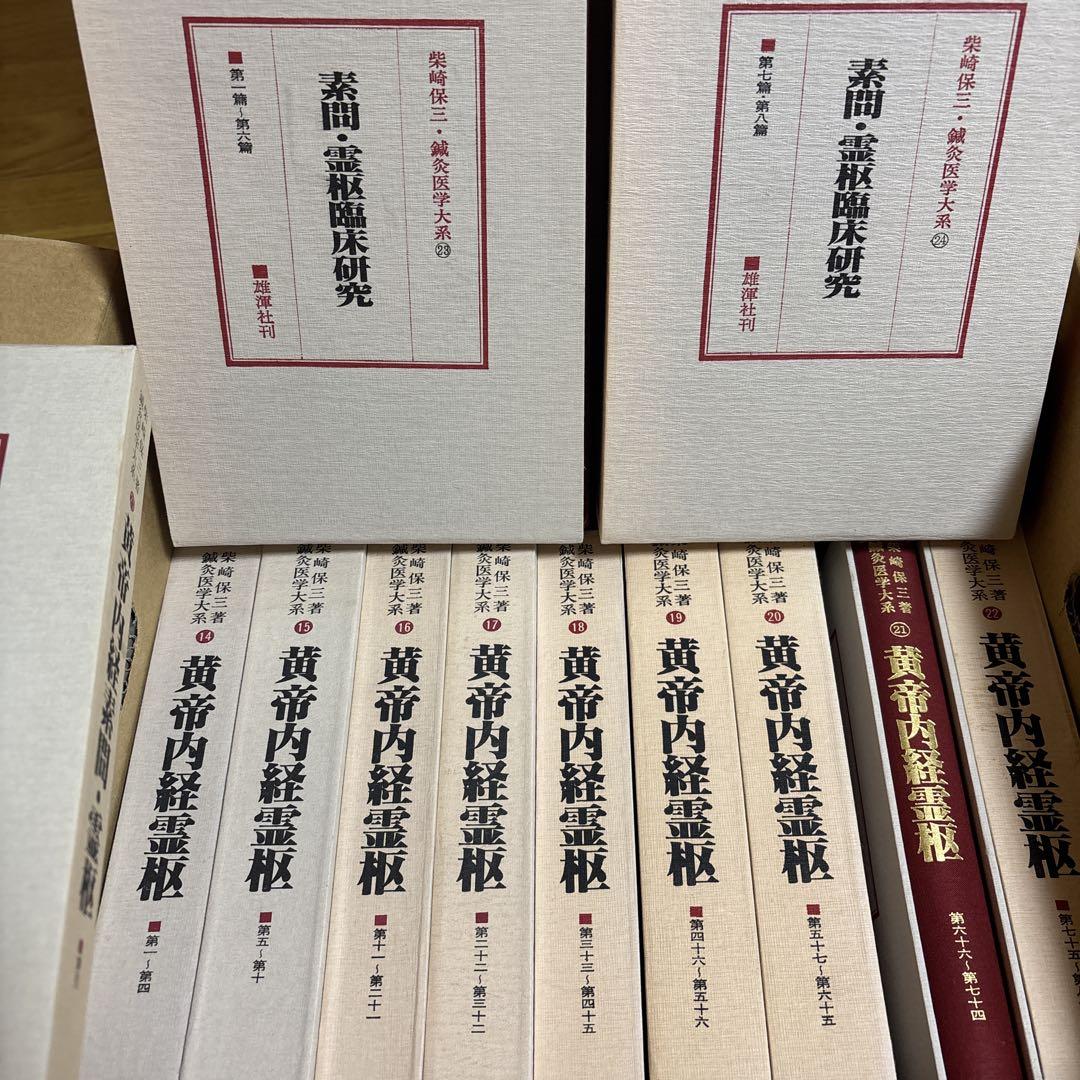 柴崎保三・鍼灸医学大系㉓
素問・霊枢臨床研究
■第一篇~第六篇
■雄渾社刊
柴崎保三・鍼灸医学大系㉔
素問・霊枢臨床研究
■第七篇・第八篇
■雄渾社刊
黄帝内経素問・霊枢
柴崎保三著
鍼灸医学大系
14
黄帝内経霊枢
■第一~第四
柴崎保三著
鍼灸医学大系
15
黄帝内経霊枢
■第五~第十
柴崎保三著
鍼灸医学大系
16
黄帝内経霊枢
■第十一~第二十一
柴崎保三著
鍼灸医学大系
17
黄帝内経霊枢
■第二十二~第三十二
柴崎保三著
鍼灸医学大系
18
黄帝内経霊枢
■第三十三~第四十五
柴崎保三著
鍼灸医学大系
19
黄帝内経霊枢
■第四十六~第五十六
柴崎保三著
鍼灸医学大系
20
黄帝内経霊枢
■第五十七~第六十五
柴崎保三著
鍼灸医学大系
㉑
黄帝内経霊枢
第六十六~第七十四
柴崎保三著
鍼灸医学大系
22
黄帝内経霊枢
■第七十五~第